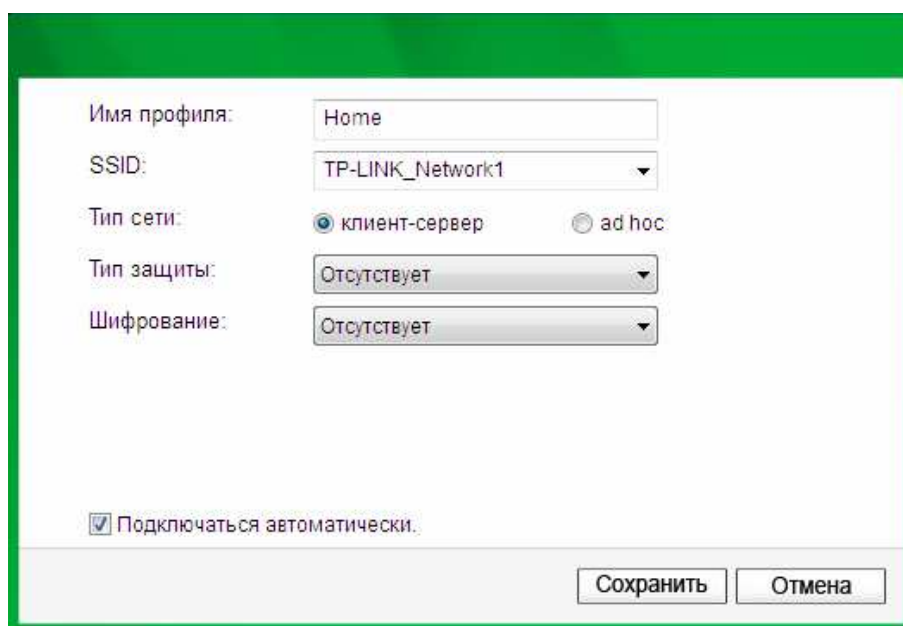 Имя профиля: Home
SSID: TP-LINK_Network1
Тип сети: клиент-сервер ad hoc
Тип защиты: Отсутствует
Шифрование: Отсутствует
Подключаться автоматически.
Сохранить Отмена